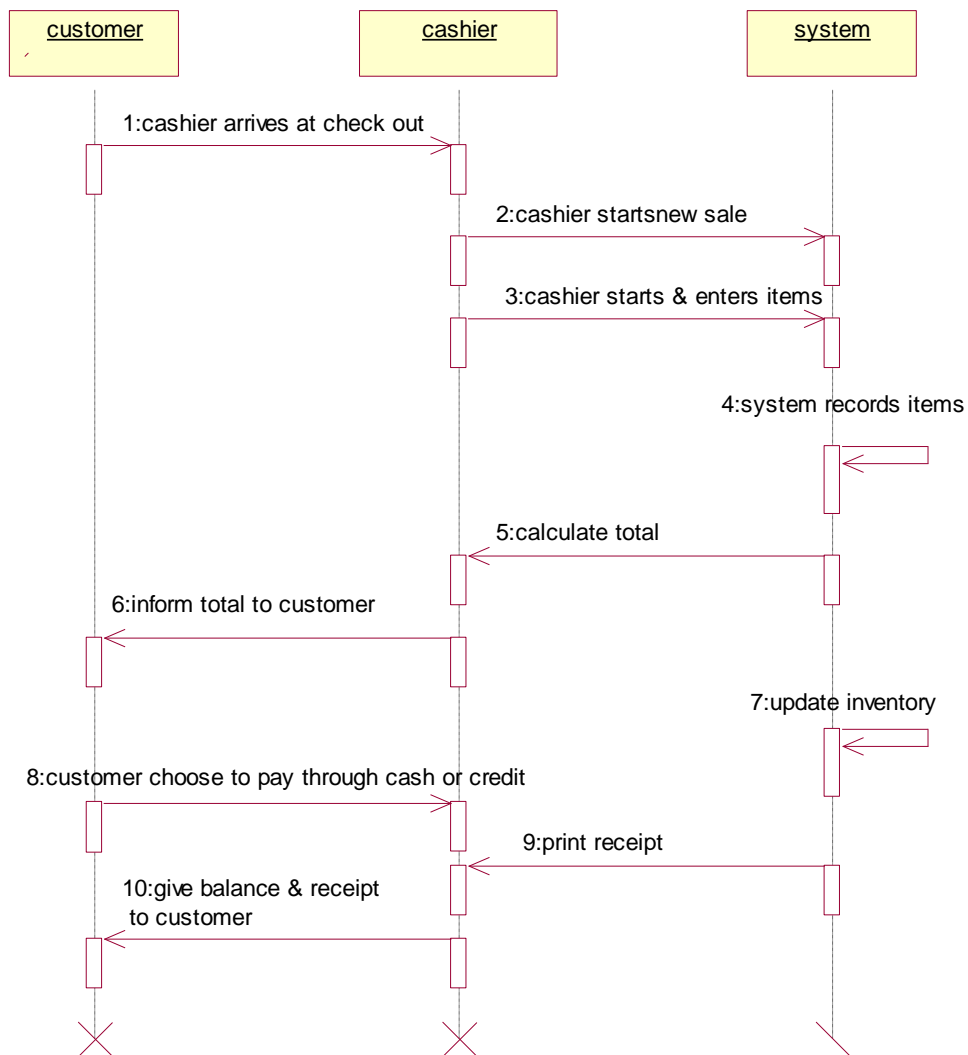 customer
cashier
system
1:cashier arrives at check out
2:cashier startsnew sale
3:cashier starts & enters items
4:system records items
5:calculate total
6:inform total to customer
7:update inventory
8:customer choose to pay through cash or credit
9:print receipt
10:give balance & receipt
to customer